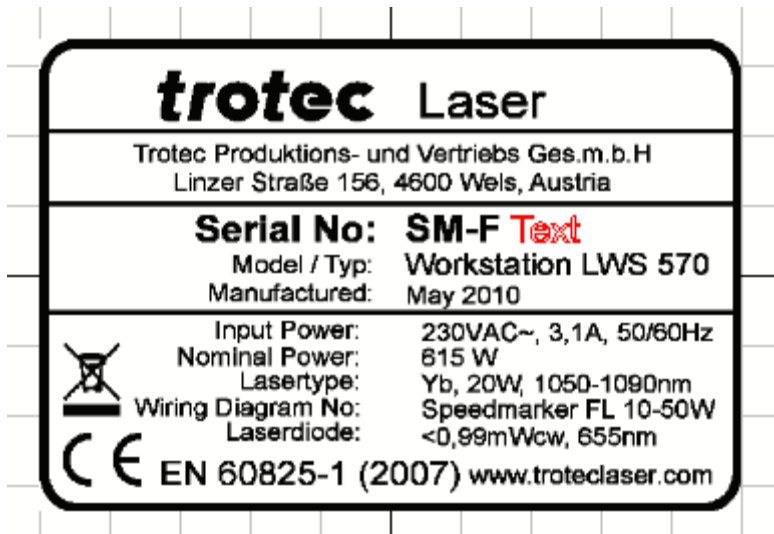 trotec Laser
Trotec Produktions- und Vertriebs Ges.m.b.H
Linzer Straße 156, 4600 Wels, Austria
Serial No: SM-F Text
Model / Typ: Workstation LWS 570
Manufactured: May 2010
Input Power: 230VAC~, 3,1A, 50/60Hz
Nominal Power: 615 W
Lasertype: Yb, 20W, 1050-1090nm
Wiring Diagram No: Speedmarker FL 10-50W
Laserdiode: <0,99mWcw, 655nm
CE EN 60825-1 (2007) www.troteclaser.com